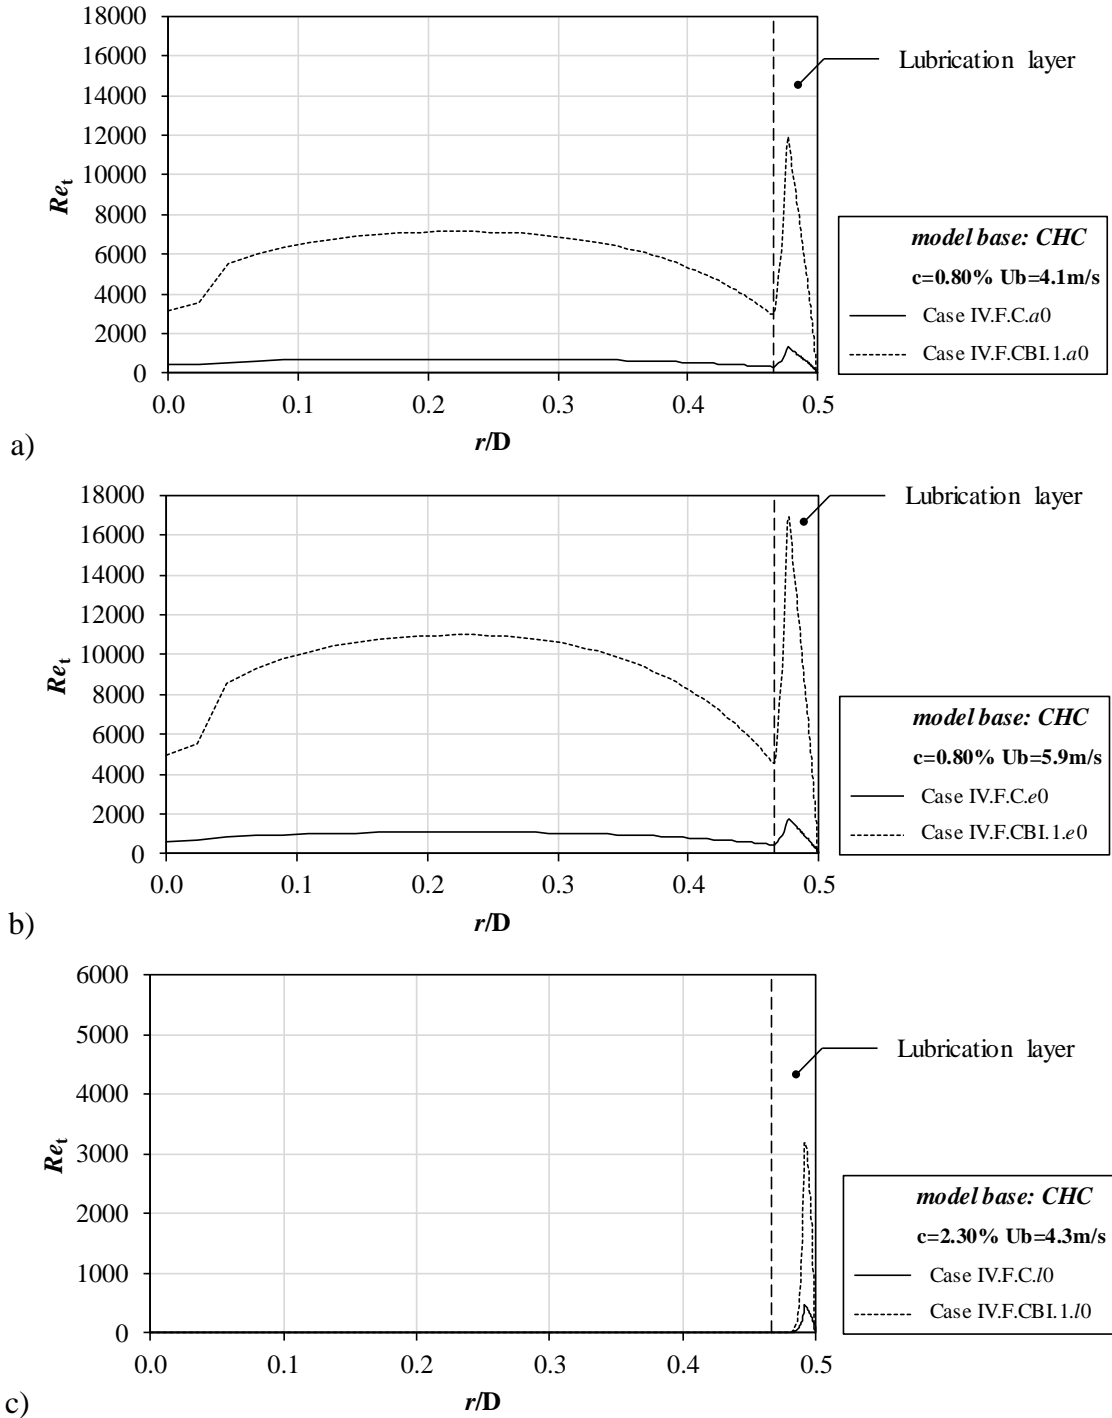 18000
16000
14000
12000
10000
8000
6000
4000
2000
0
Re_t
0.0 0.1 0.2 0.3 0.4 0.5
r/D
Lubrication layer
model base: CHC
c=0.80% Ub=4.1m/s
Case IV.F.C.a0
Case IV.F.CBI.1.a0
a)
18000
16000
14000
12000
10000
8000
6000
4000
2000
0
Re_t
0.0 0.1 0.2 0.3 0.4 0.5
r/D
Lubrication layer
model base: CHC
c=0.80% Ub=5.9m/s
Case IV.F.C.e0
Case IV.F.CBI.1.e0
b)
6000
5000
4000
3000
2000
1000
0
Re_t
0.0 0.1 0.2 0.3 0.4 0.5
r/D
Lubrication layer
model base: CHC
c=2.30% Ub=4.3m/s
Case IV.F.C.l0
Case IV.F.CBI.1.l0
c)